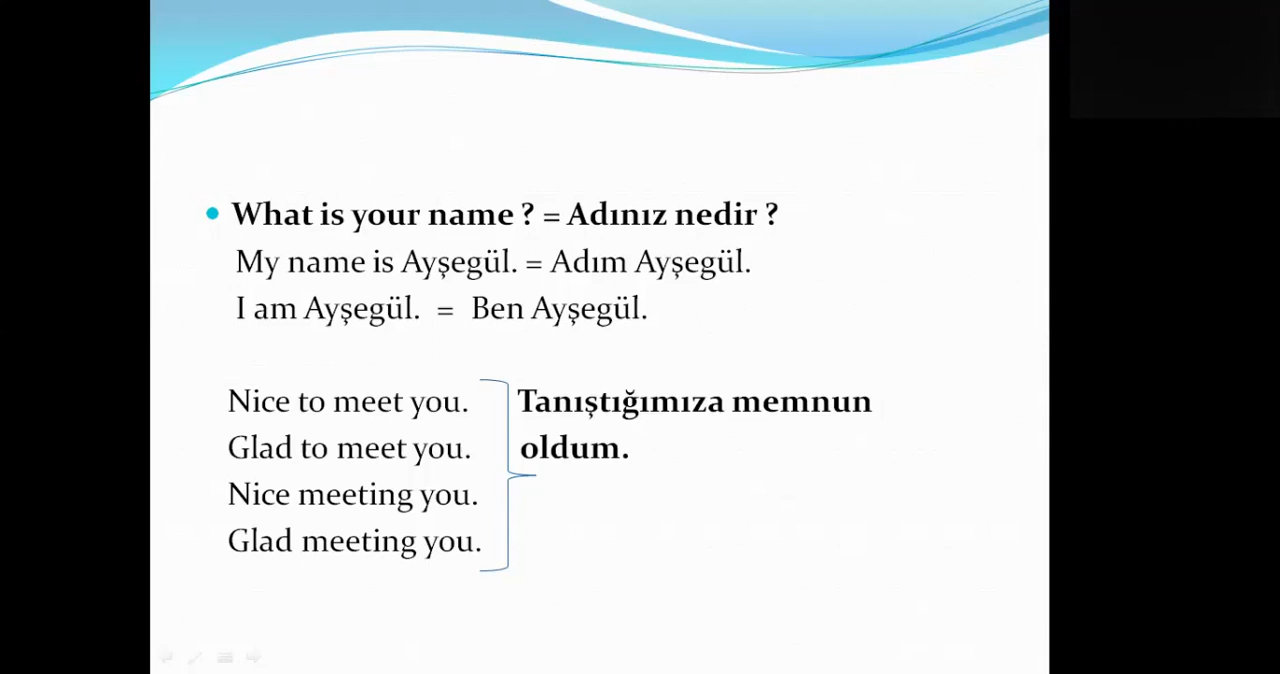 What is your name ? = Adınız nedir ?
My name is Ayşegül. = Adım Ayşegül.
I am Ayşegül. = Ben Ayşegül.
Nice to meet you. Tanıştığımıza memnun
Glad to meet you. oldum.
Nice meeting you.
Glad meeting you.